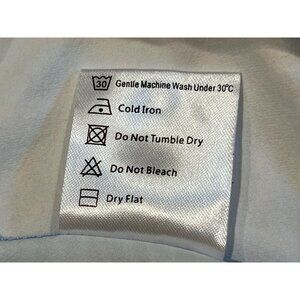 30 Gentle Machine Wash Under 30°C
Cold Iron
Do Not Tumble Dry
Do Not Bleach
Dry Flat